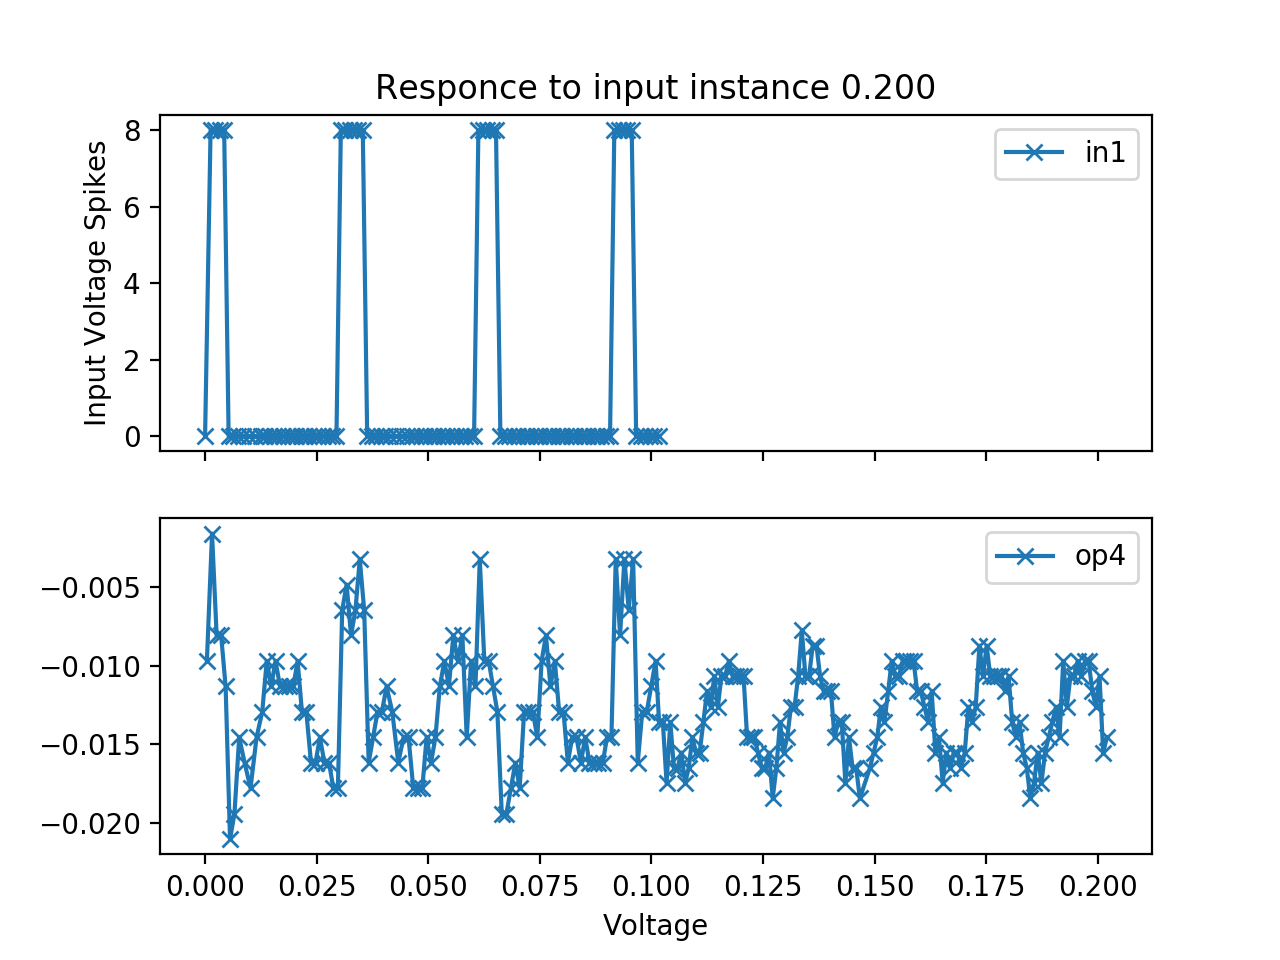 Responce to input instance 0.200
Input Voltage Spikes
8
6
4
2
0
in1
−0.005
−0.010
−0.015
−0.020
op4
0.000 0.025 0.050 0.075 0.100 0.125 0.150 0.175 0.200
Voltage